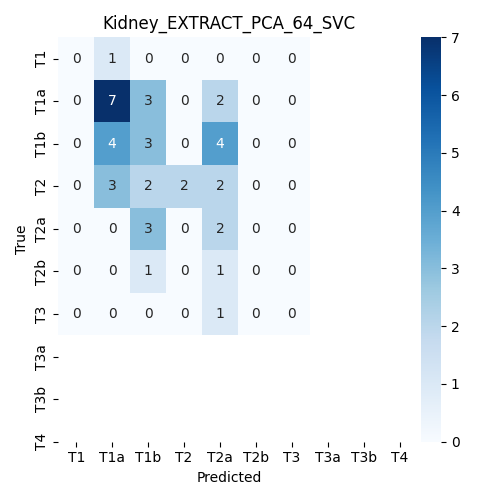 Kidney_EXTRACT_PCA_64_SVC
T1 0 1 0 0 0 0 0
T1a 0 7 3 0 2 0 0
T1b 0 4 3 0 4 0 0
T2 0 3 2 2 2 0 0
T2a 0 0 3 0 2 0 0
T2b 0 0 1 0 1 0 0
T3 0 0 0 0 1 0 0
T3a
T3b
T4
T1 T1a T1b T2 T2a T2b T3 T3a T3b T4
True
Predicted
7
6
5
4
3
2
1
0